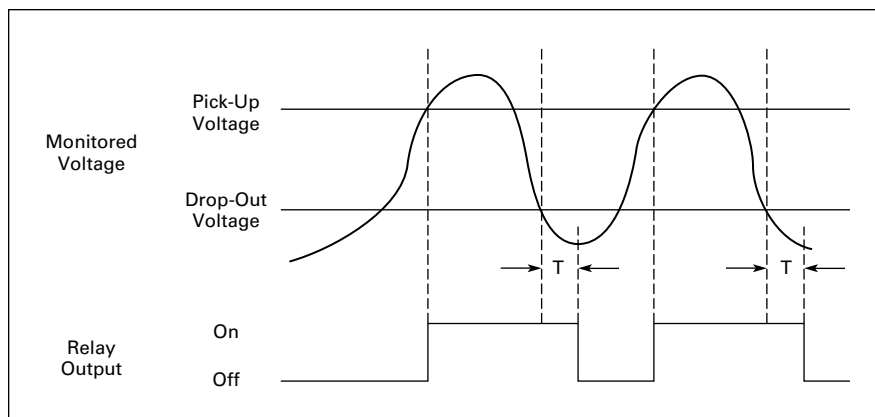 Monitored
Voltage
Pick-Up
Voltage
Drop-Out
Voltage
T
T
Relay
Output
On
Off